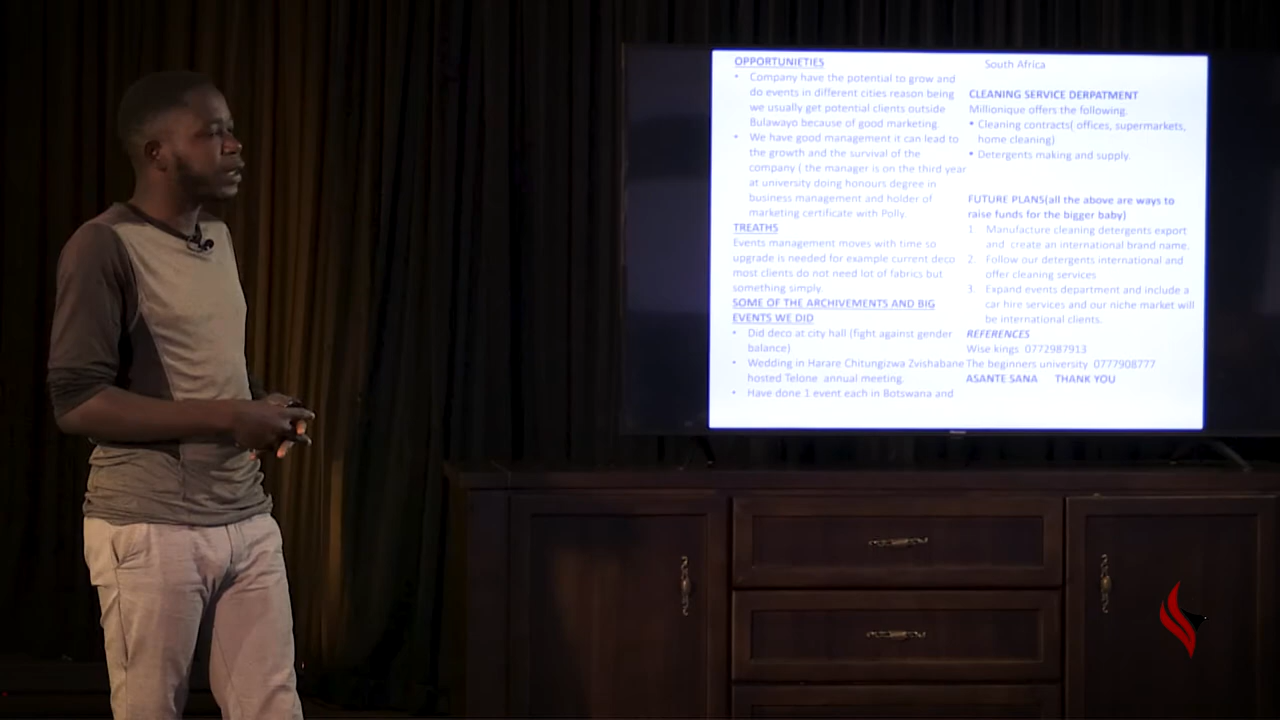 OPPORTUNIETIES
• Company have the potential to grow and
do events in different cities reason being
we usually get potential clients outside
Bulawayo because of good marketing.
• We have good management it can lead to
the growth and the survival of the
company ( the manager is on the third year
at university doing honours degree in
business management and holder of
marketing certificate with Polly.
TREATHS
Events management moves with time so
upgrade is needed for example current deco
most clients do not need lot of fabrics but
something simply.
SOME OF THE ARCHIVEMENTS AND BIG
EVENTS WE DID
• Did deco at city hall (fight against gender
balance)
• Wedding in Harare Chitungizwa Zvishabane
hosted Telone annual meeting.
• Have done 1 event each in Botswana and
South Africa
CLEANING SERVICE DERPATMENT
Millionique offers the following.
• Cleaning contracts( offices, supermarkets,
home cleaning)
• Detergents making and supply.
FUTURE PLANS(all the above are ways to
raise funds for the bigger baby)
1. Manufacture cleaning detergents export
and create an international brand name.
2. Follow our detergents international and
offer cleaning services
3. Expand events department and include a
car hire services and our niche market will
be international clients.
REFERENCES
Wise kings 0772987913
The beginners university 0777908777
ASANTE SANA THANK YOU